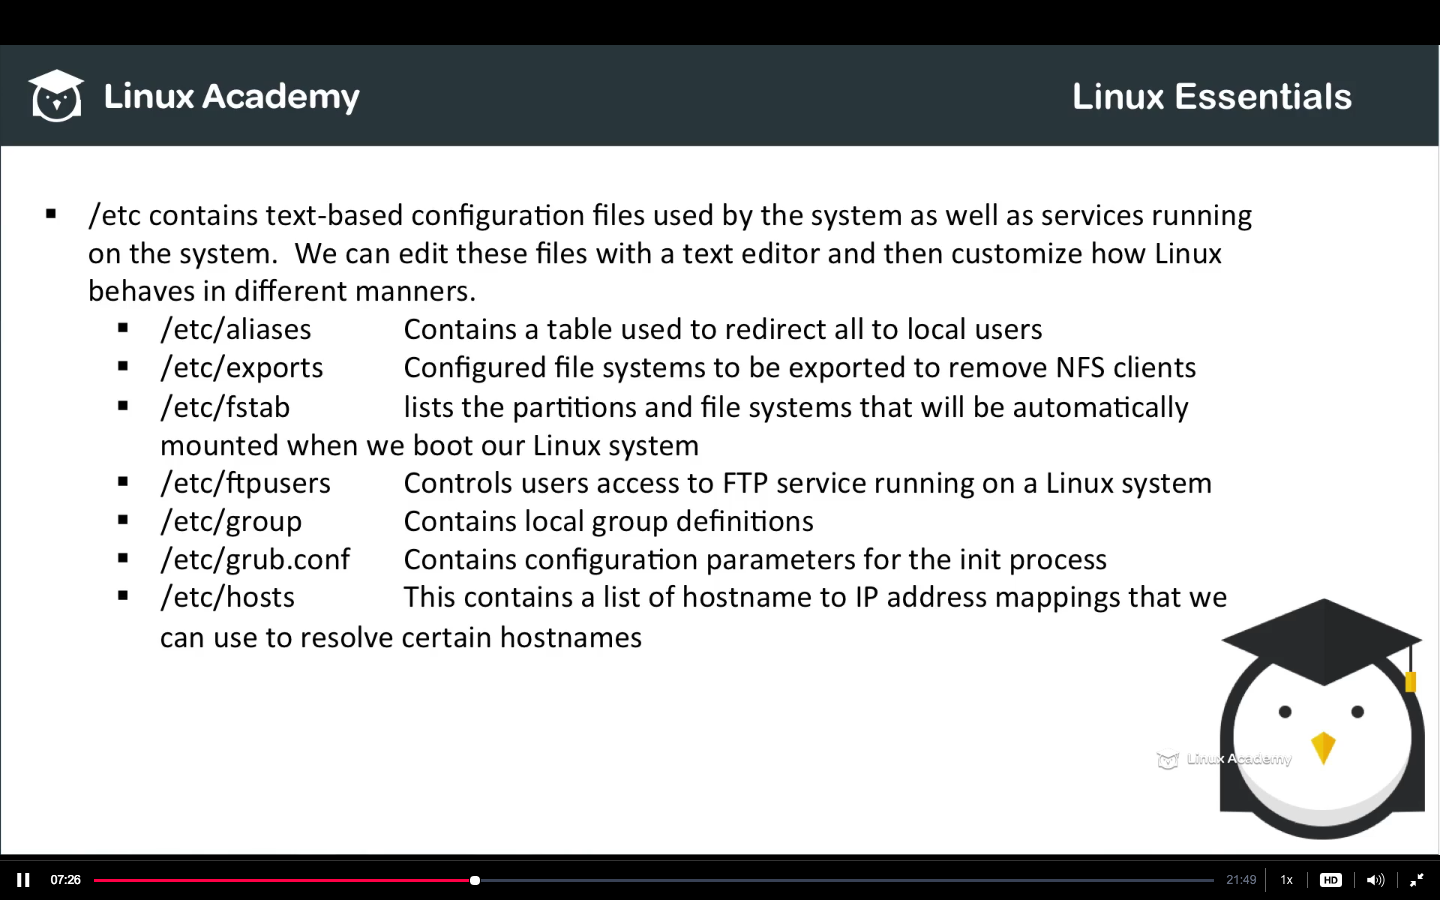 Linux Academy
Linux Essentials
▪ /etc contains text-based configuration files used by the system as well as services running
on the system.  We can edit these files with a text editor and then customize how Linux
behaves in different manners.
▪ /etc/aliases Contains a table used to redirect all to local users
▪ /etc/exports Configured file systems to be exported to remove NFS clients
▪ /etc/fstab lists the partitions and file systems that will be automatically
mounted when we boot our Linux system
▪ /etc/ftpusers Controls users access to FTP service running on a Linux system
▪ /etc/group Contains local group definitions
▪ /etc/grub.conf Contains configuration parameters for the init process
▪ /etc/hosts This contains a list of hostname to IP address mappings that we
can use to resolve certain hostnames
Linux Academy
07:26
21:49
1x
HD